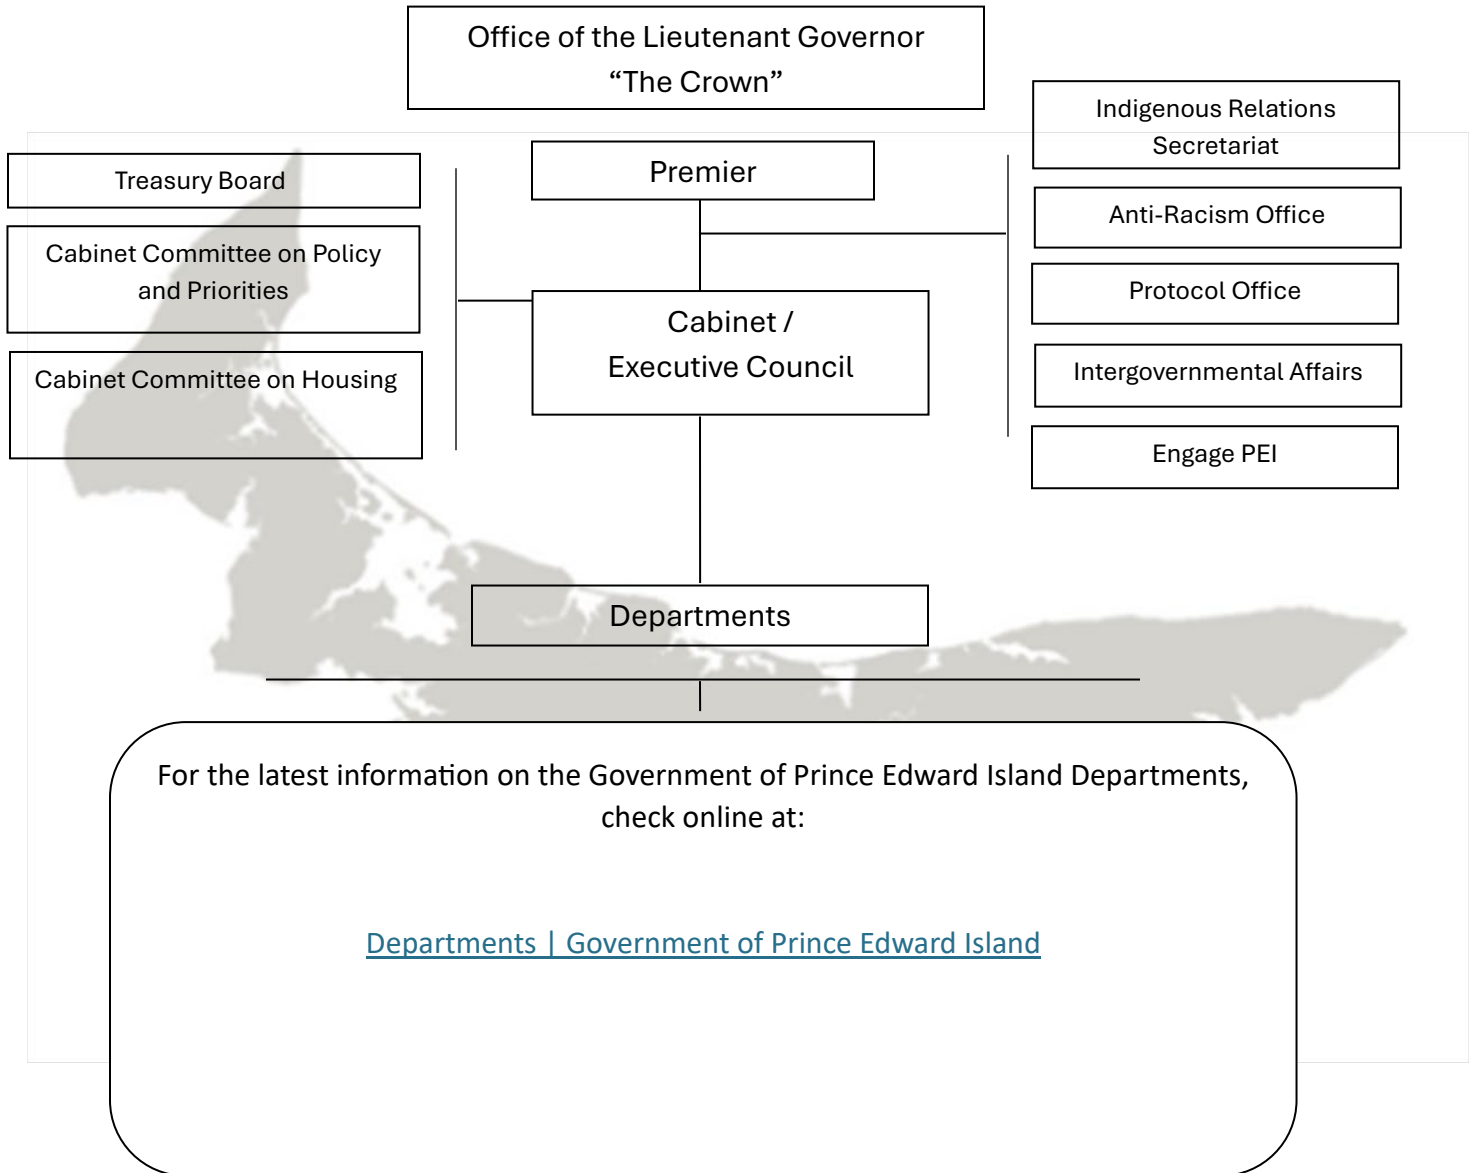 Office of the Lieutenant Governor
“The Crown”
Premier
Treasury Board
Cabinet Committee on Policy
and Priorities
Cabinet Committee on Housing
Cabinet /
Executive Council
Indigenous Relations
Secretariat
Anti-Racism Office
Protocol Office
Intergovernmental Affairs
Engage PEI
Departments
For the latest information on the Government of Prince Edward Island Departments,
check online at:
Departments | Government of Prince Edward Island